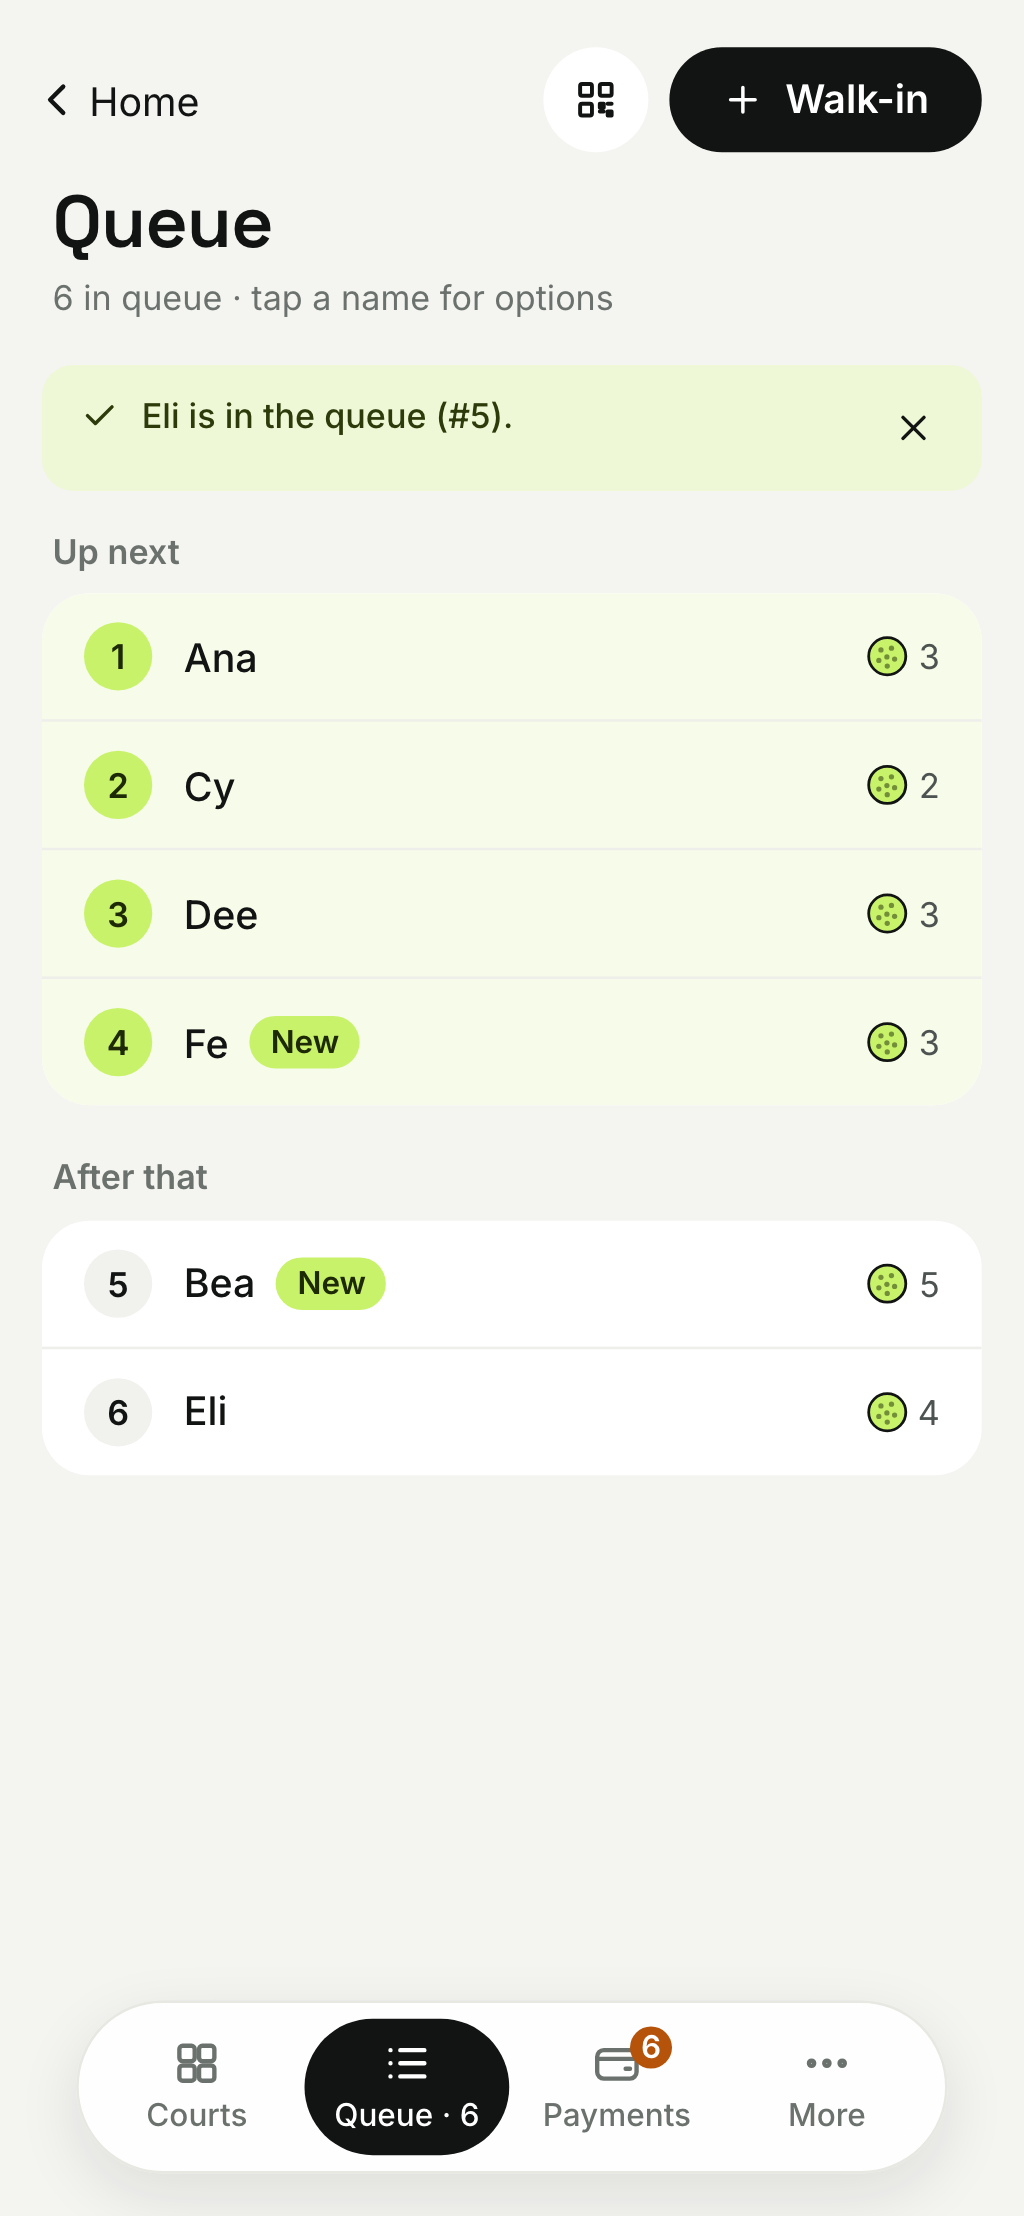 Home
Walk-in
Queue
6 in queue · tap a name for options
Eli is in the queue (#5).
Up next
1 Ana 3
2 Cy 2
3 Dee 3
4 Fe New 3
After that
5 Bea New 5
6 Eli 4
6
Courts Queue · 6 Payments More